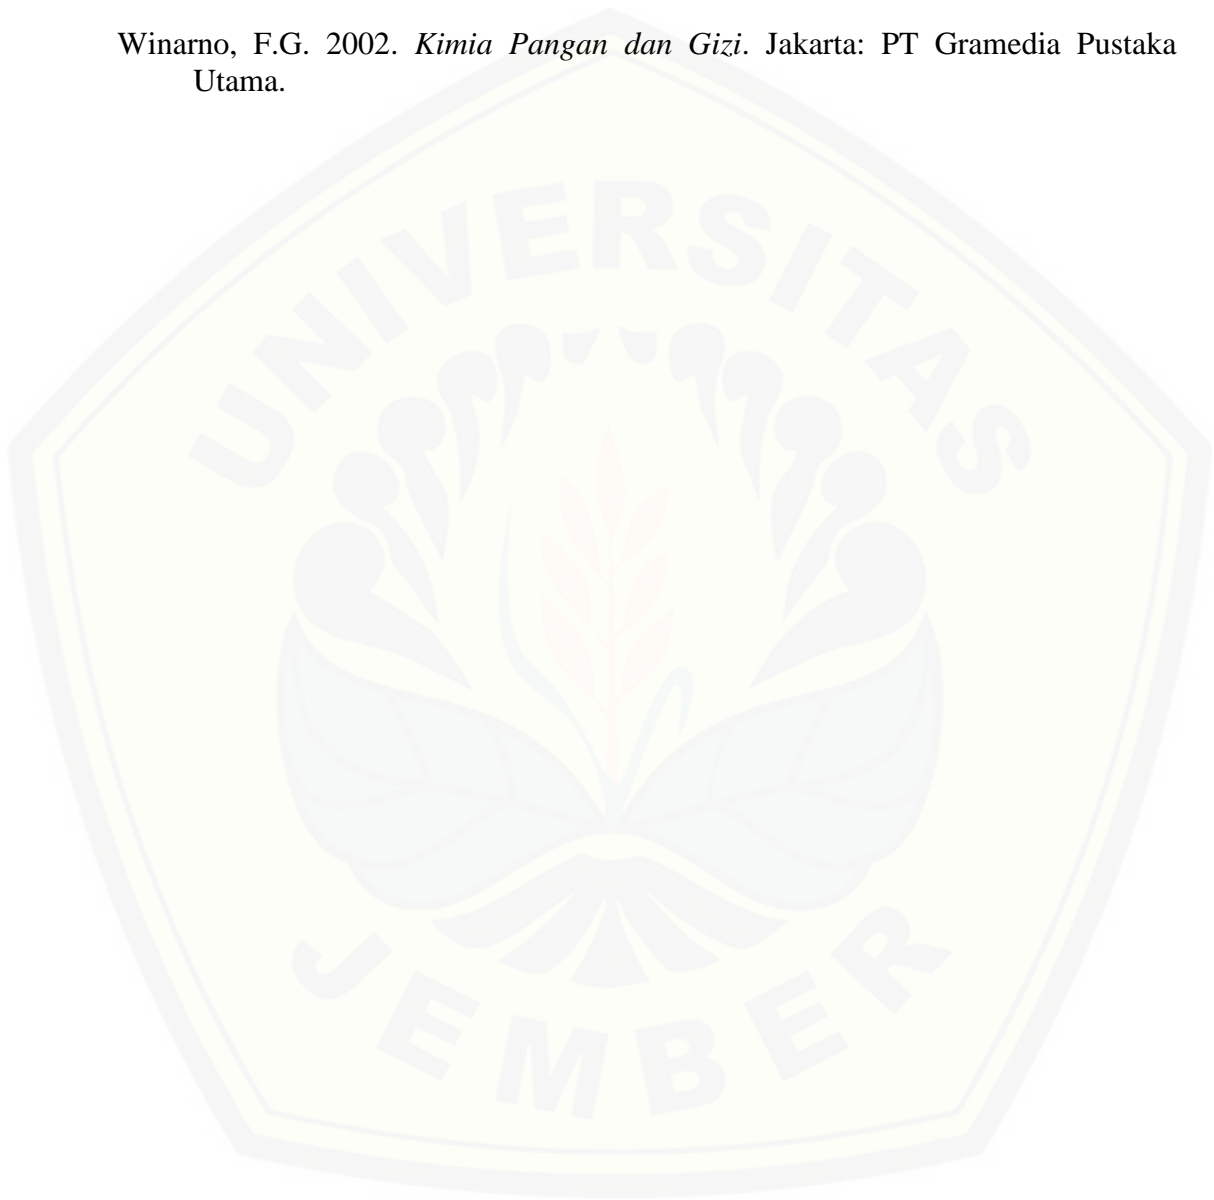 Winarno, F.G. 2002. Kimia Pangan dan Gizi. Jakarta: PT Gramedia Pustaka
Utama.
UNIVERSITAS
JEMBER